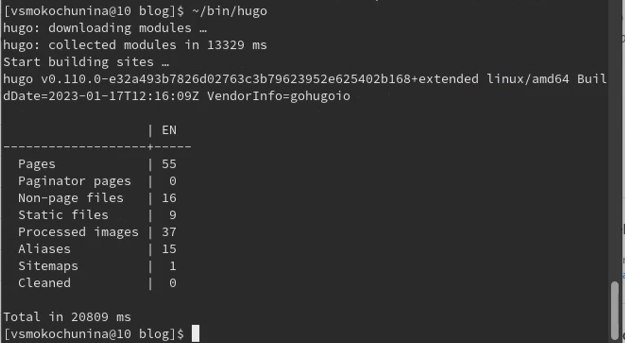 [vsmokochunina@10 blog]$ ~/bin/hugo
hugo: downloading modules …
hugo: collected modules in 13329 ms
Start building sites …
hugo v0.110.0-e32a493b7826d02763c3b79623952e625402b168+extended linux/amd64 Buil
dDate=2023-01-17T12:16:09Z VendorInfo=gohugoio
                   | EN
-------------------+-----
  Pages            | 55
  Paginator pages  |  0
  Non-page files   | 16
  Static files     |  9
  Processed images | 37
  Aliases          | 15
  Sitemaps         |  1
  Cleaned          |  0
Total in 20809 ms
[vsmokochunina@10 blog]$